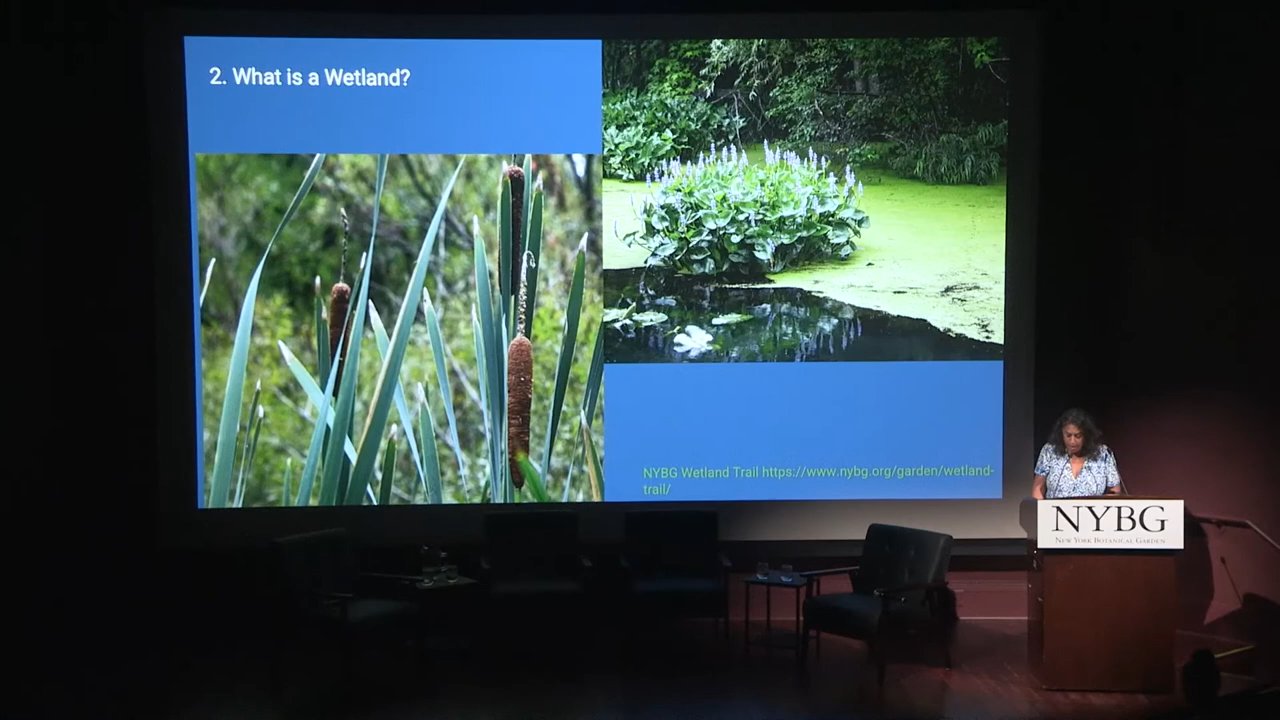 2. What is a Wetland?
NYBG Wetland Trail https://www.nybg.org/garden/wetland-
trail/
NYBG
NEW YORK BOTANICAL GARDEN